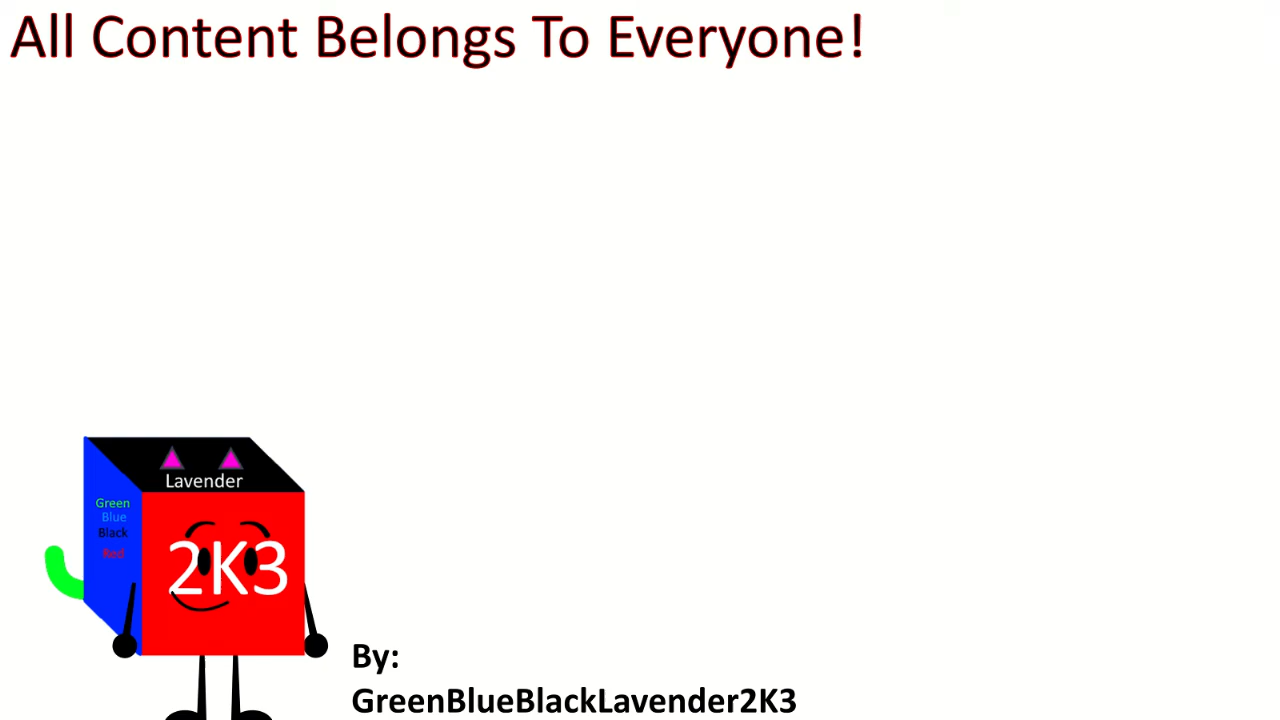 All Content Belongs To Everyone!
Lavender
Green
Blue
Black
Red
2K3
By:
GreenBlueBlackLavender2K3